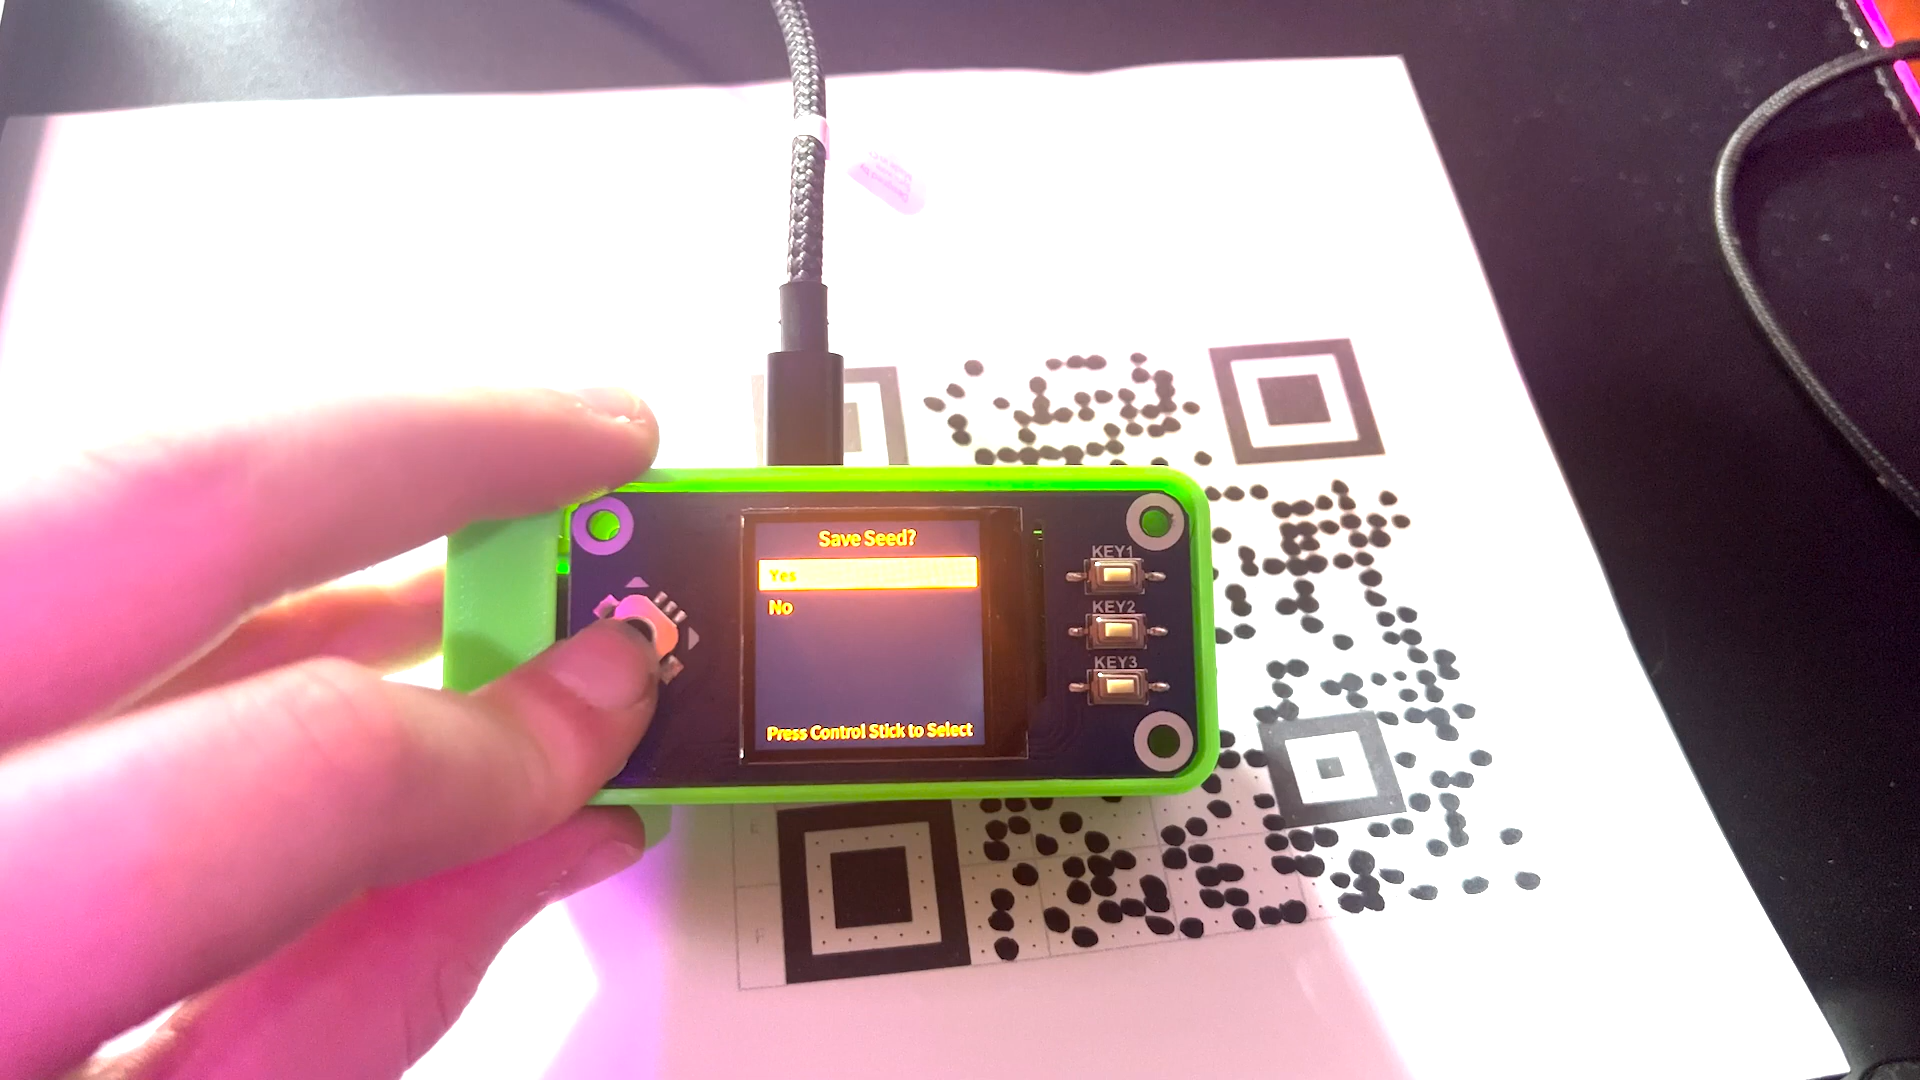 Save Seed?
Yes
No
Press Control Stick to Select
KEY1
KEY2
KEY3
E
F